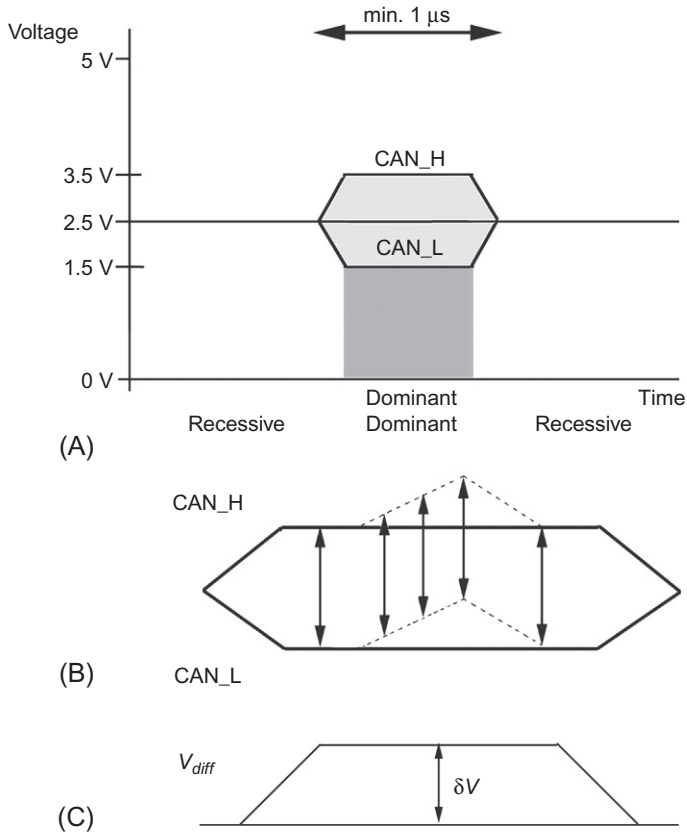 min. 1 μs
Voltage
5 V
CAN_H
3.5 V
2.5 V
CAN_L
1.5 V
0 V
Dominant
Time
Recessive
Dominant
Recessive
(A)
CAN_H
(B)
CAN_L
Vdiff
δV
(C)